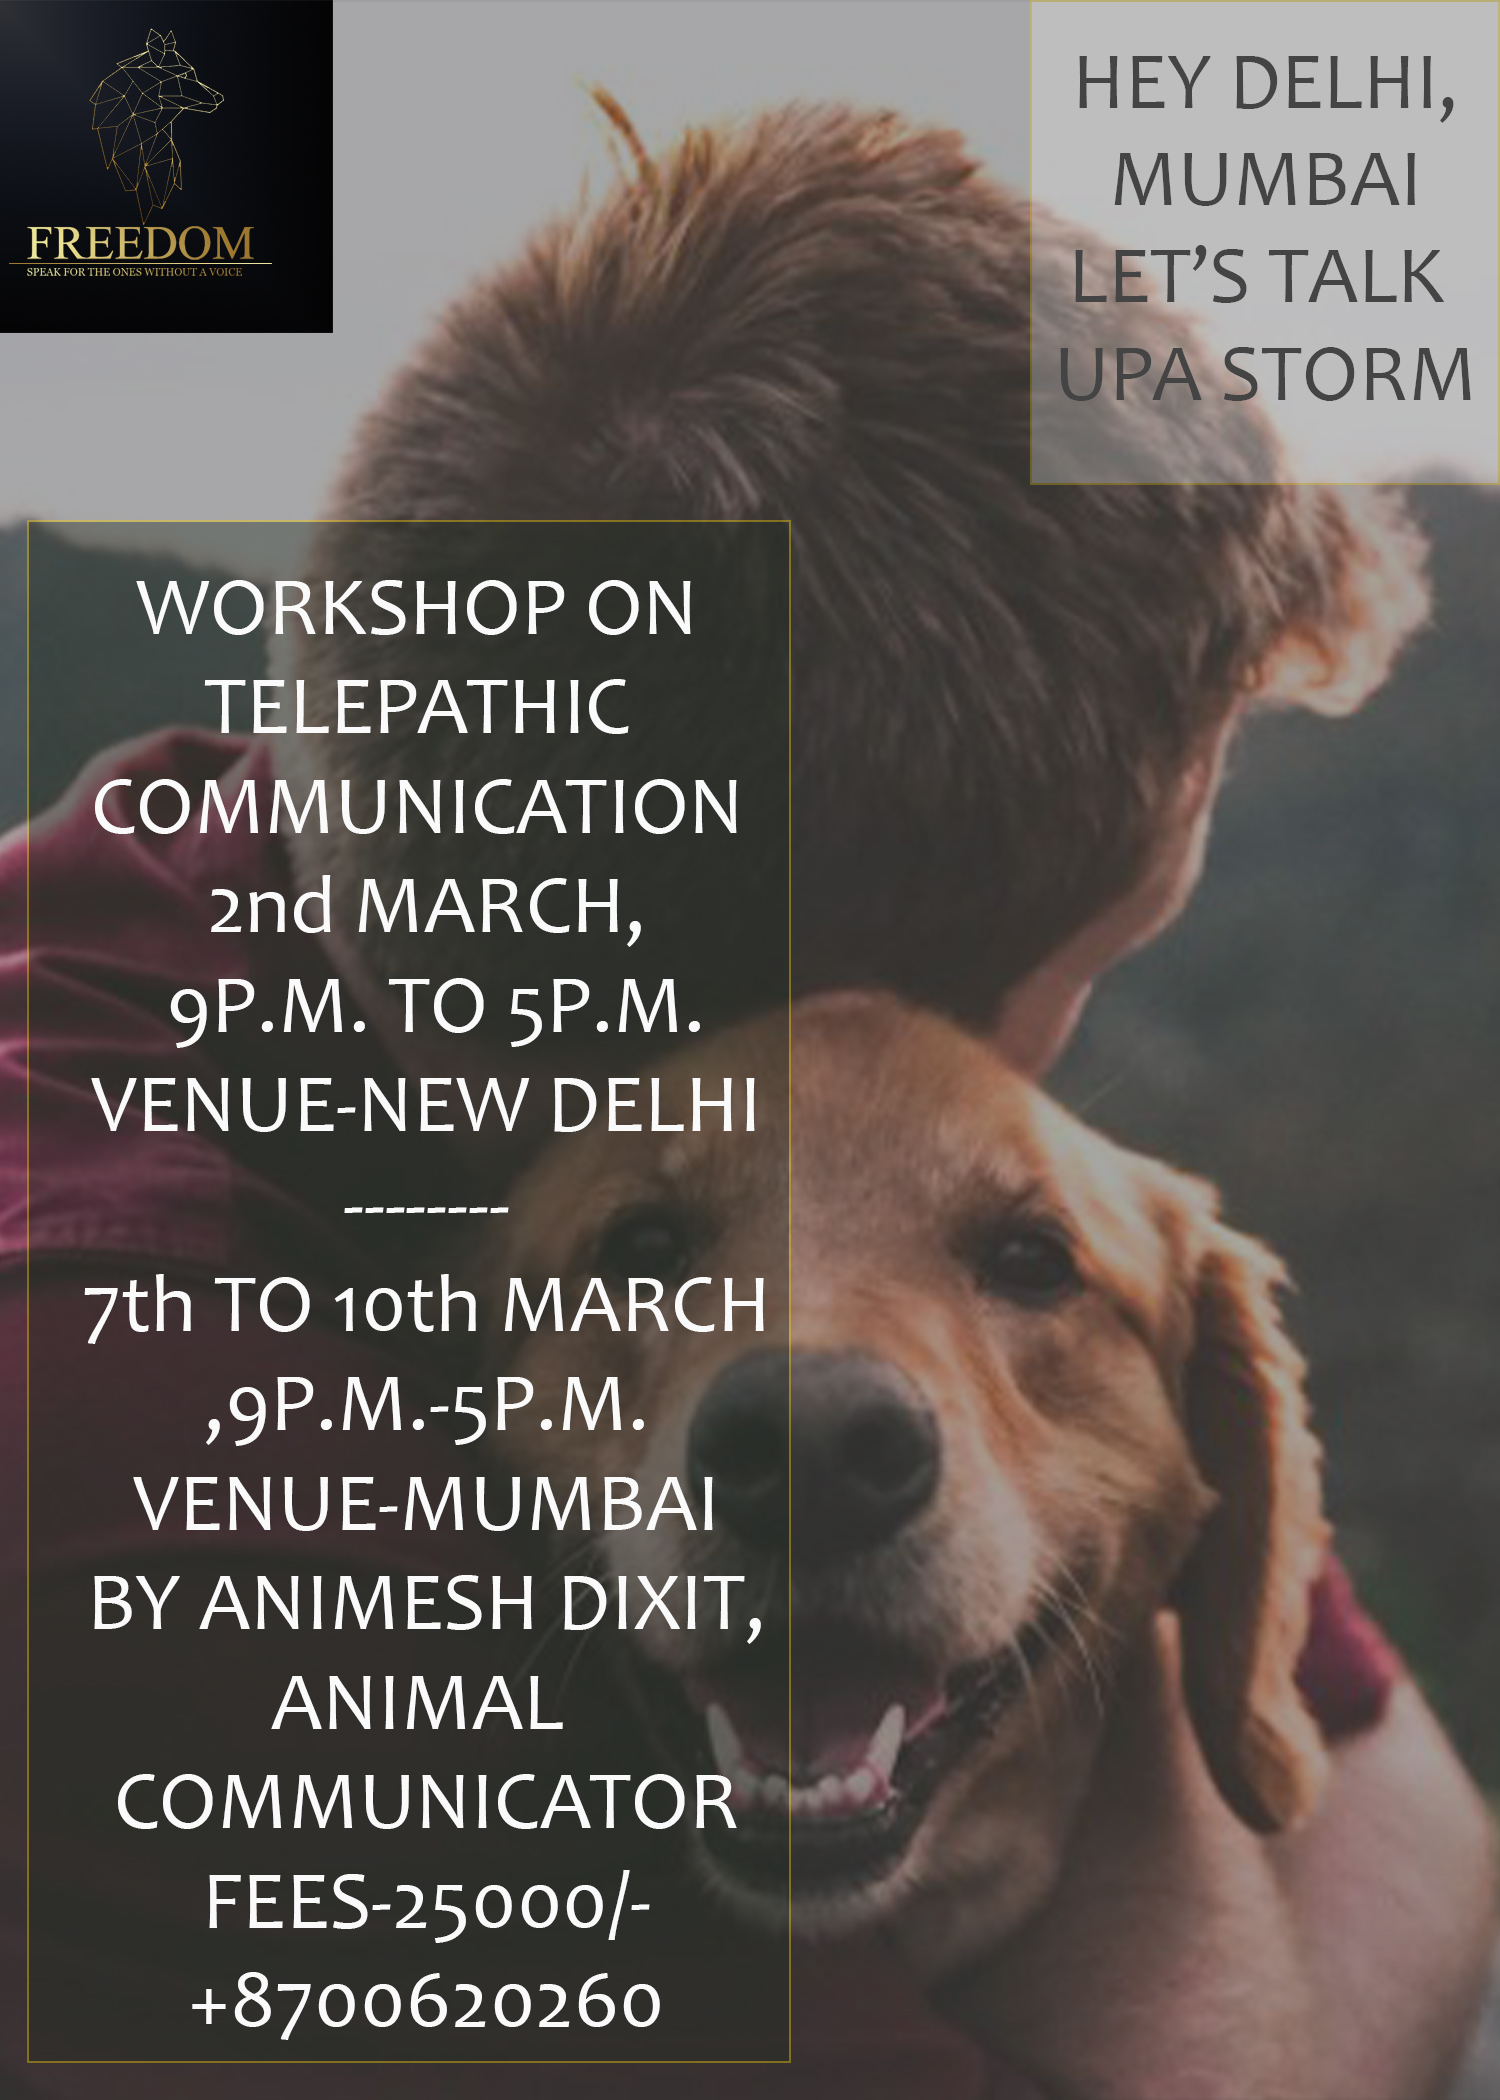 FREEDOM
SPEAK FOR THE ONES WITHOUT A VOICE
HEY DELHI,
MUMBAI
LET’S TALK
UPA STORM
WORKSHOP ON
TELEPATHIC
COMMUNICATION
2nd MARCH,
9P.M. TO 5P.M.
VENUE-NEW DELHI
--------
7th TO 10th MARCH
,9P.M.-5P.M.
VENUE-MUMBAI
BY ANIMESH DIXIT,
ANIMAL
COMMUNICATOR
FEES-25000/-
+8700620260